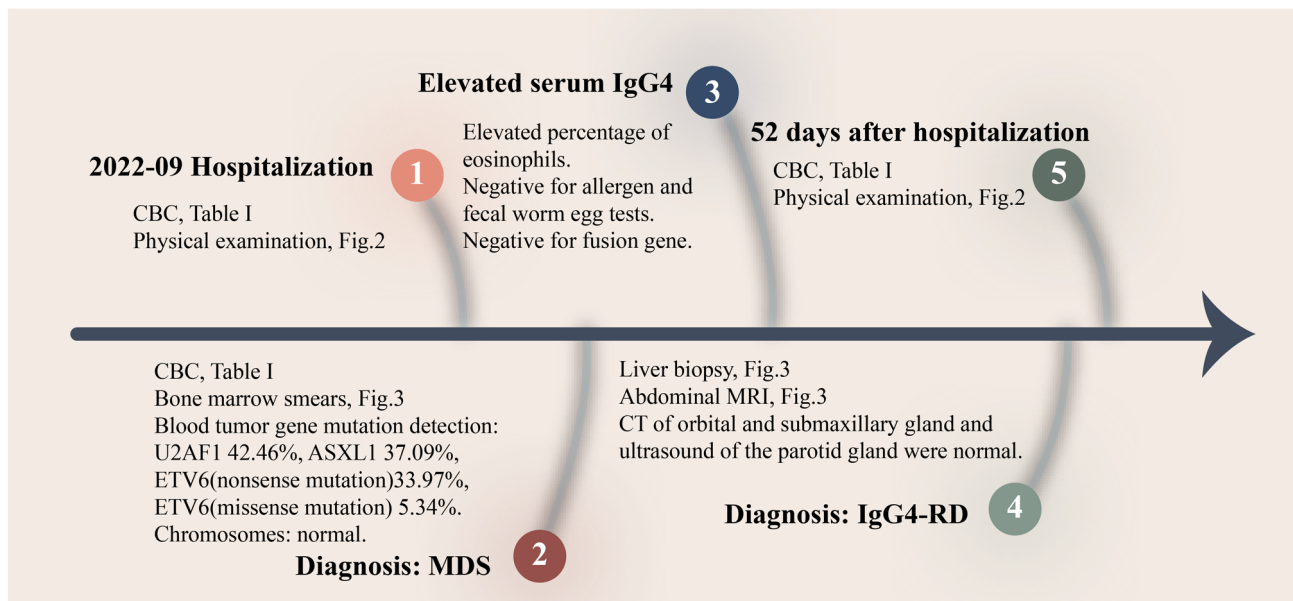 2022-09 Hospitalization
1
CBC, Table I
Physical examination, Fig.2
CBC, Table I
Bone marrow smears, Fig.3
Blood tumor gene mutation detection:
U2AF1 42.46%, ASXL1 37.09%,
ETV6(nonsense mutation)33.97%,
ETV6(missense mutation) 5.34%.
Chromosomes: normal.
Diagnosis: MDS
2
Elevated serum IgG4
3
Elevated percentage of
eosinophils.
Negative for allergen and
fecal worm egg tests.
Negative for fusion gene.
Liver biopsy, Fig.3
Abdominal MRI, Fig.3
CT of orbital and submaxillary gland and
ultrasound of the parotid gland were normal.
Diagnosis: IgG4-RD
4
52 days after hospitalization
5
CBC, Table I
Physical examination, Fig.2